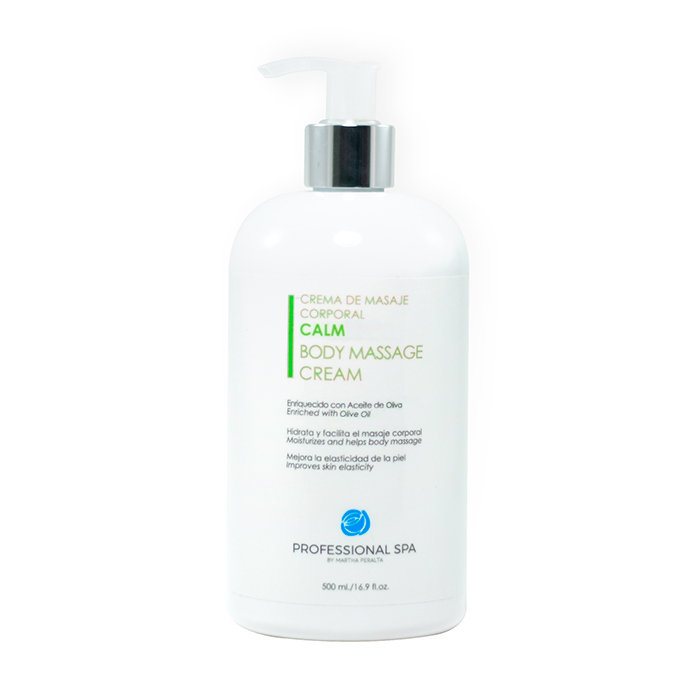 CREMA DE MASAJE
CORPORAL
CALM
BODY MASSAGE
CREAM
Enriquecido con Aceite de Oliva
Enriched with Olive Oil
Hidrata y facilita el masaje corporal
Moisturizes and helps body massage
Mejora la elasticidad de la piel
Improves skin elasticity
PROFESSIONAL SPA
BY MARTHA PERALTA
500 ml./16.9 fl.oz.